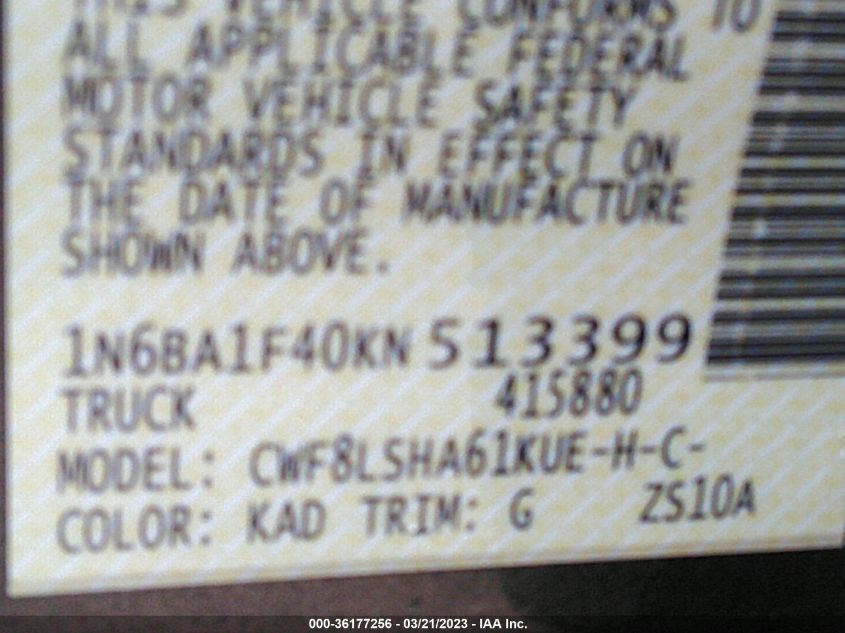 THIS VEHICLE CONFORMS TO
ALL APPLICABLE FEDERAL
MOTOR VEHICLE SAFETY
STANDARDS IN EFFECT ON
THE DATE OF MANUFACTURE
SHOWN ABOVE.
1N6BA1F40KN513399
TRUCK 415880
MODEL: CWF8LSHA61KUE-H-C-
COLOR: KAD TRIM: G ZS10A
000-36177256 - 03/21/2023 - IAA Inc.